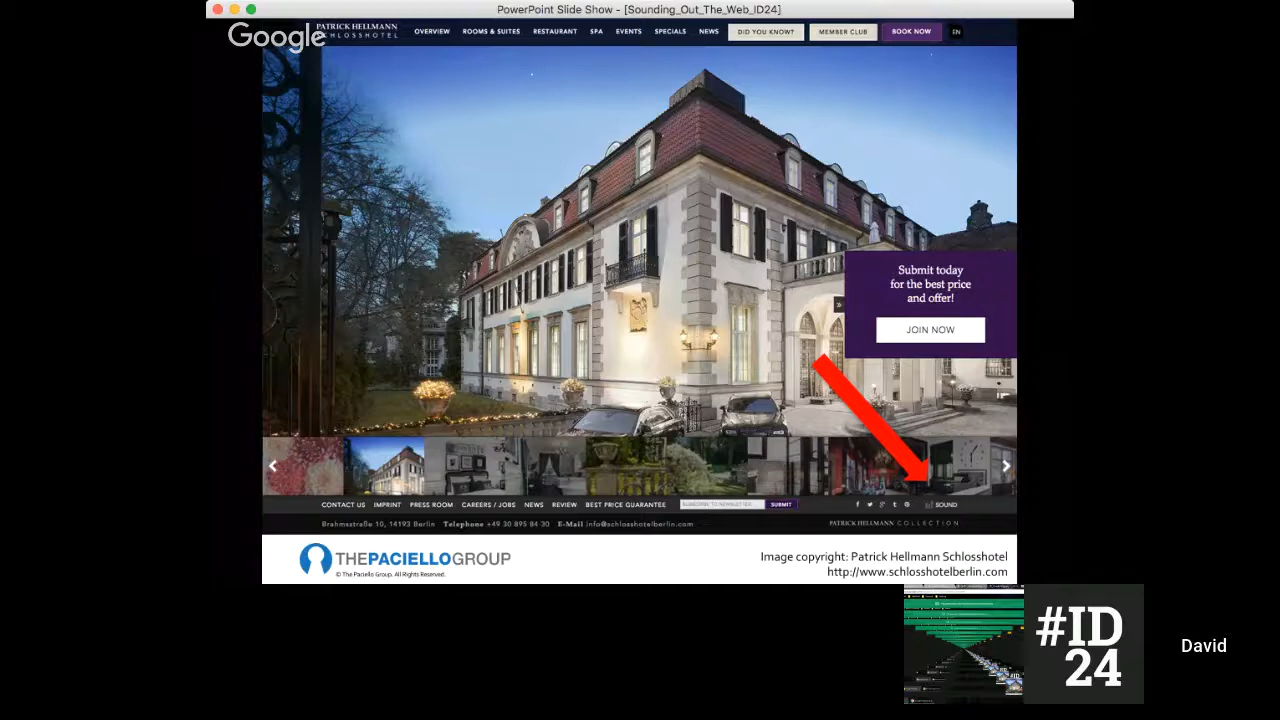 PowerPoint Slide Show - [Sounding_Out_The_Web_ID24]
Google
PATRICK HELLMANN
SCHLOSSHOTEL
OVERVIEW ROOMS & SUITES RESTAURANT SPA EVENTS SPECIALS NEWS DID YOU KNOW? MEMBER CLUB BOOK NOW EN
Submit today
for the best price
and offer!
JOIN NOW
CONTACT US IMPRINT PRESS ROOM CAREERS / JOBS NEWS REVIEW BEST PRICE GUARANTEE SUBSCRIBE TO NEWSLETTER SUBMIT SOUND
Brahmsstraße 10, 14193 Berlin Telephone +49 30 895 84 30 E-Mail info@schlosshotelberlin.com PATRICK HELLMANN COLLECTION
THEPACIELLOGROUP
© The Paciello Group. All Rights Reserved.
Image copyright: Patrick Hellmann Schlosshotel
http://www.schlosshotelberlin.com
#ID
24
David